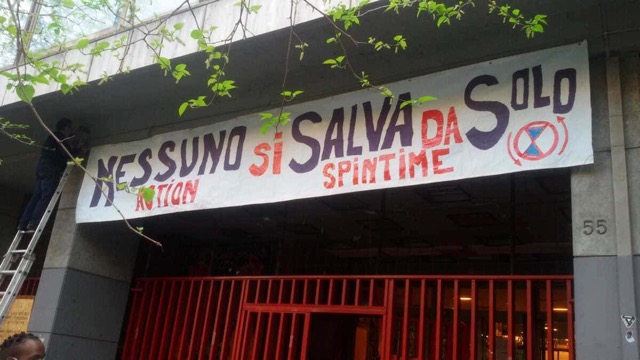 NESSUNO Si SALVA DA SOLO
ACTION SPINTIME
55